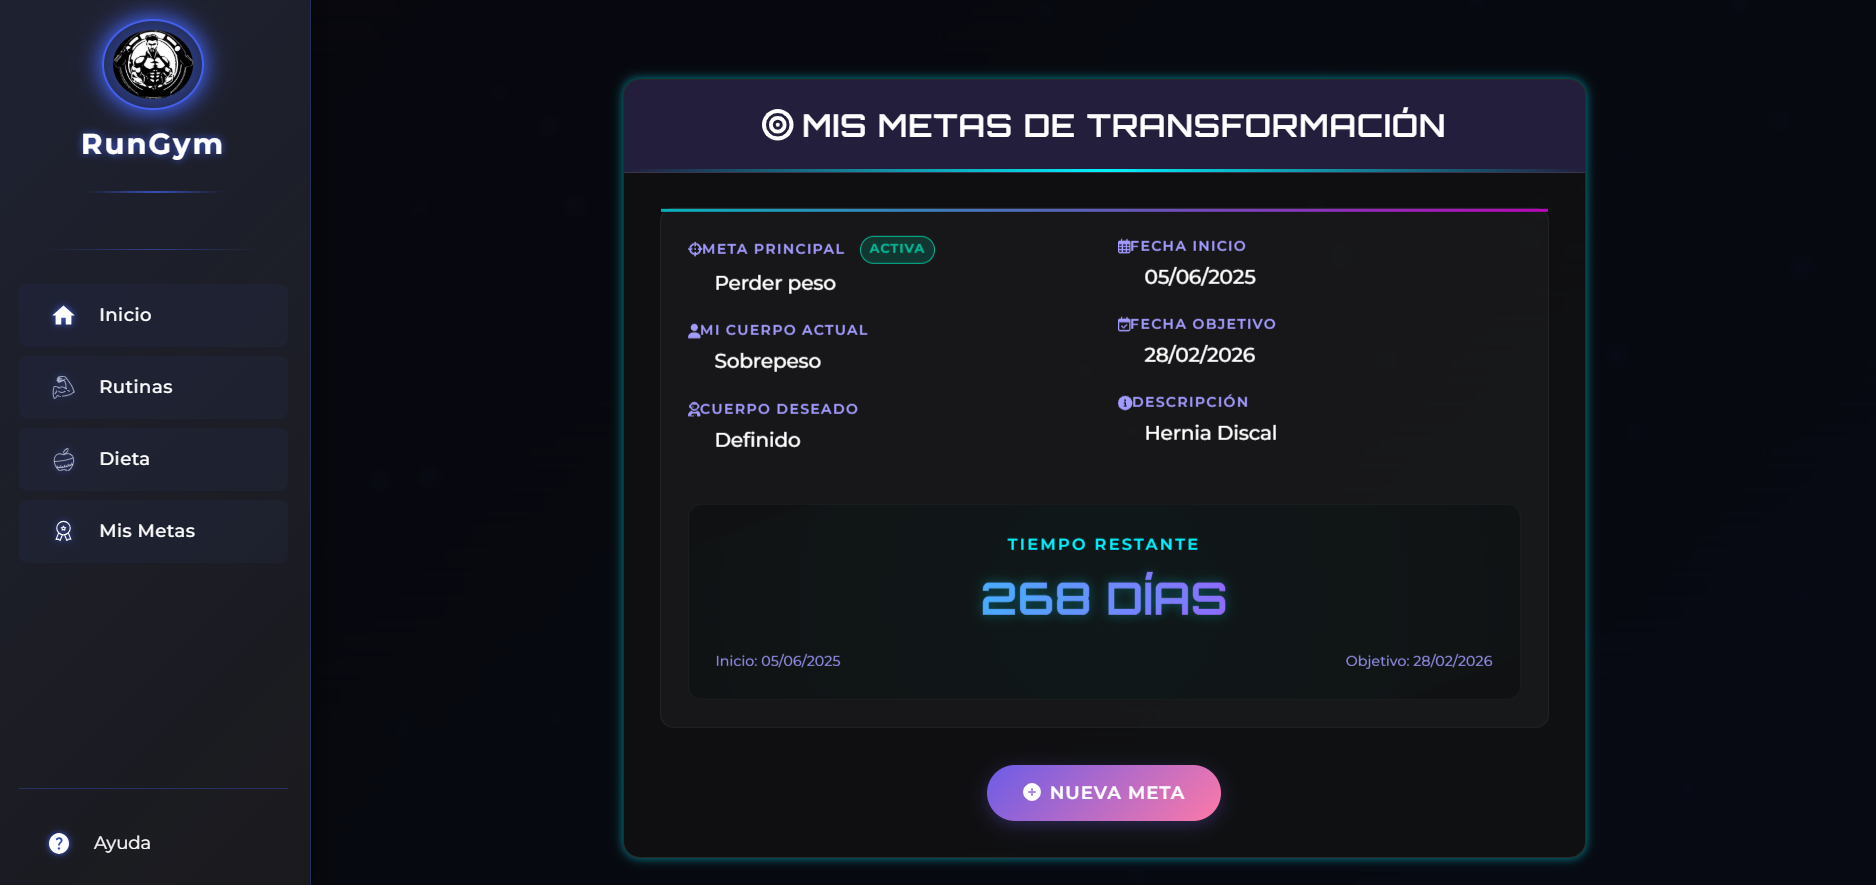 RunGym
Inicio
Rutinas
Dieta
Mis Metas
Ayuda
MIS METAS DE TRANSFORMACIÓN
META PRINCIPAL ACTIVA
Perder peso
MI CUERPO ACTUAL
Sobrepeso
CUERPO DESEADO
Definido
FECHA INICIO
05/06/2025
FECHA OBJETIVO
28/02/2026
DESCRIPCIÓN
Hernia Discal
TIEMPO RESTANTE
268 DÍAS
Inicio: 05/06/2025
Objetivo: 28/02/2026
NUEVA META